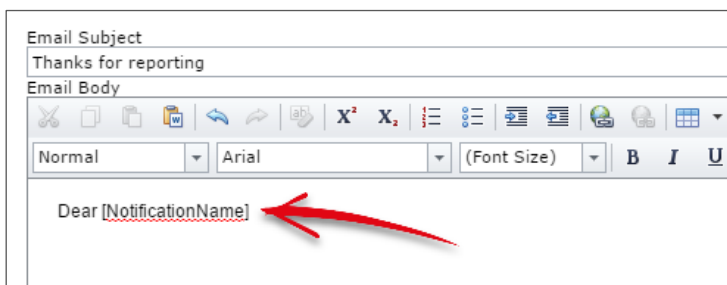 Email Subject
Thanks for reporting
Email Body
X² X₂
Normal Arial (Font Size) B I U
Dear [NotificationName]